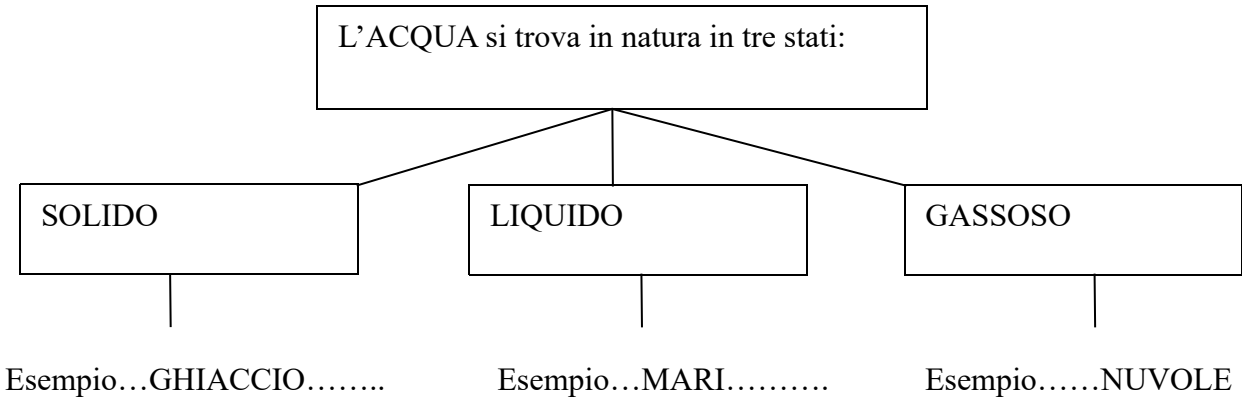 L’ACQUA si trova in natura in tre stati:
SOLIDO
LIQUIDO
GASSOSO
Esempio…GHIACCIO……..
Esempio…MARI……….
Esempio……NUVOLE